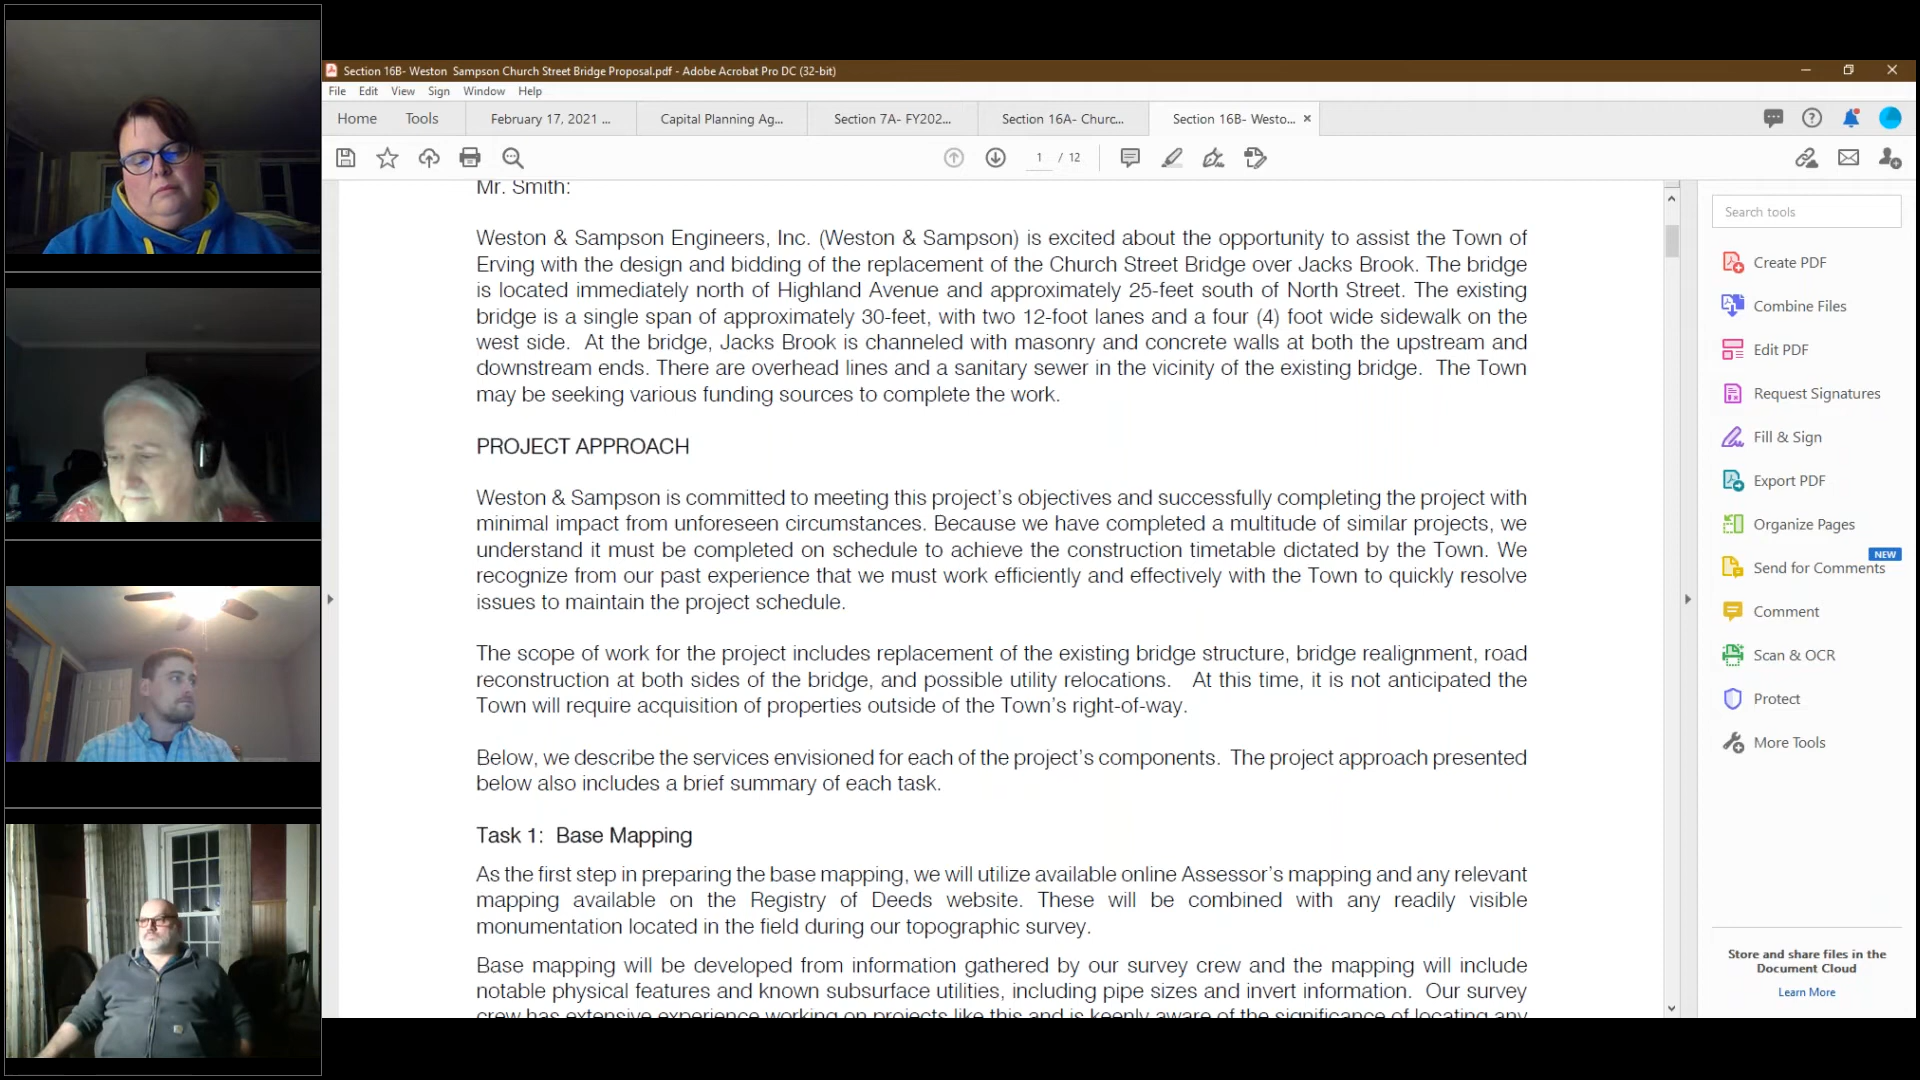 Section 16B- Weston  Sampson Church Street Bridge Proposal.pdf - Adobe Acrobat Pro DC (32-bit)
File Edit View Sign Window Help
Home Tools February 17, 2021 ... Capital Planning Ag... Section 7A- FY202... Section 16A- Churc... Section 16B- Westo... ×
1 / 12
Mr. Smith:
Weston & Sampson Engineers, Inc. (Weston & Sampson) is excited about the opportunity to assist the Town of
Erving with the design and bidding of the replacement of the Church Street Bridge over Jacks Brook. The bridge
is located immediately north of Highland Avenue and approximately 25-feet south of North Street. The existing
bridge is a single span of approximately 30-feet, with two 12-foot lanes and a four (4) foot wide sidewalk on the
west side.  At the bridge, Jacks Brook is channeled with masonry and concrete walls at both the upstream and
downstream ends. There are overhead lines and a sanitary sewer in the vicinity of the existing bridge.  The Town
may be seeking various funding sources to complete the work.
PROJECT APPROACH
Weston & Sampson is committed to meeting this project's objectives and successfully completing the project with
minimal impact from unforeseen circumstances. Because we have completed a multitude of similar projects, we
understand it must be completed on schedule to achieve the construction timetable dictated by the Town. We
recognize from our past experience that we must work efficiently and effectively with the Town to quickly resolve
issues to maintain the project schedule.
The scope of work for the project includes replacement of the existing bridge structure, bridge realignment, road
reconstruction at both sides of the bridge, and possible utility relocations.   At this time, it is not anticipated the
Town will require acquisition of properties outside of the Town's right-of-way.
Below, we describe the services envisioned for each of the project's components.  The project approach presented
below also includes a brief summary of each task.
Task 1:  Base Mapping
As the first step in preparing the base mapping, we will utilize available online Assessor's mapping and any relevant
mapping available on the Registry of Deeds website. These will be combined with any readily visible
monumentation located in the field during our topographic survey.
Base mapping will be developed from information gathered by our survey crew and the mapping will include
notable physical features and known subsurface utilities, including pipe sizes and invert information.  Our survey
crew has extensive experience working on projects like this and is keenly aware of the significance of locating any
Search tools
Create PDF
Combine Files
Edit PDF
Request Signatures
Fill & Sign
Export PDF
Organize Pages
NEW
Send for Comments
Comment
Scan & OCR
Protect
More Tools
Store and share files in the
Document Cloud
Learn More